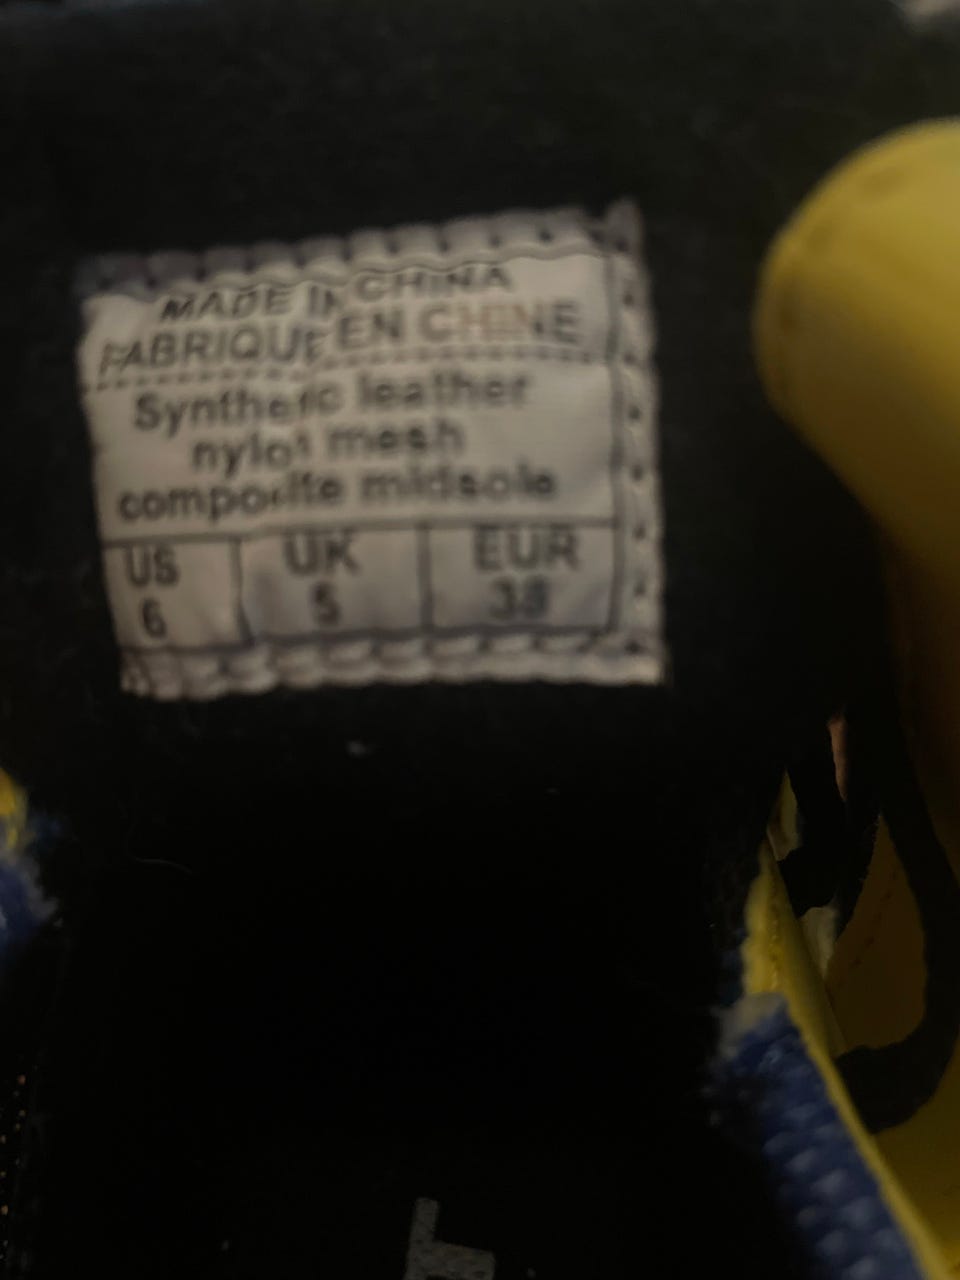 MADE IN CHINA
FABRIQUE EN CHINE
Synthetic leather
nylon mesh
composite midsole
US UK EUR
6 5 38